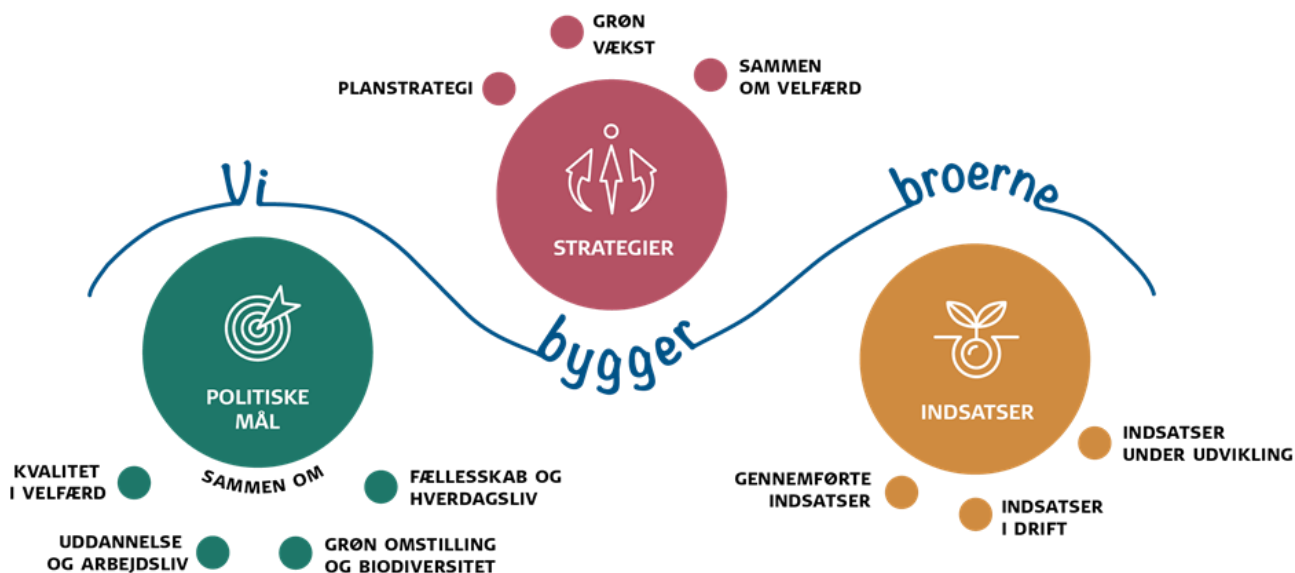 GRØN
VÆKST
SAMMEN
OM VELFÆRD
PLANSTRATEGI
STRATEGIER
Vi
bygger
broerne
POLITISKE
MÅL
SAMMEN OM
KVALITET
I VELFÆRD
FÆLLESSKAB OG
HVERDAGSLIV
UDDANNELSE
OG ARBEJDSLIV
GRØN OMSTILLING
OG BIODIVERSITET
INDSATSER
INDSATSER
UNDER UDVIKLING
GENNEMFØRTE
INDSATSER
INDSATSER
I DRIFT